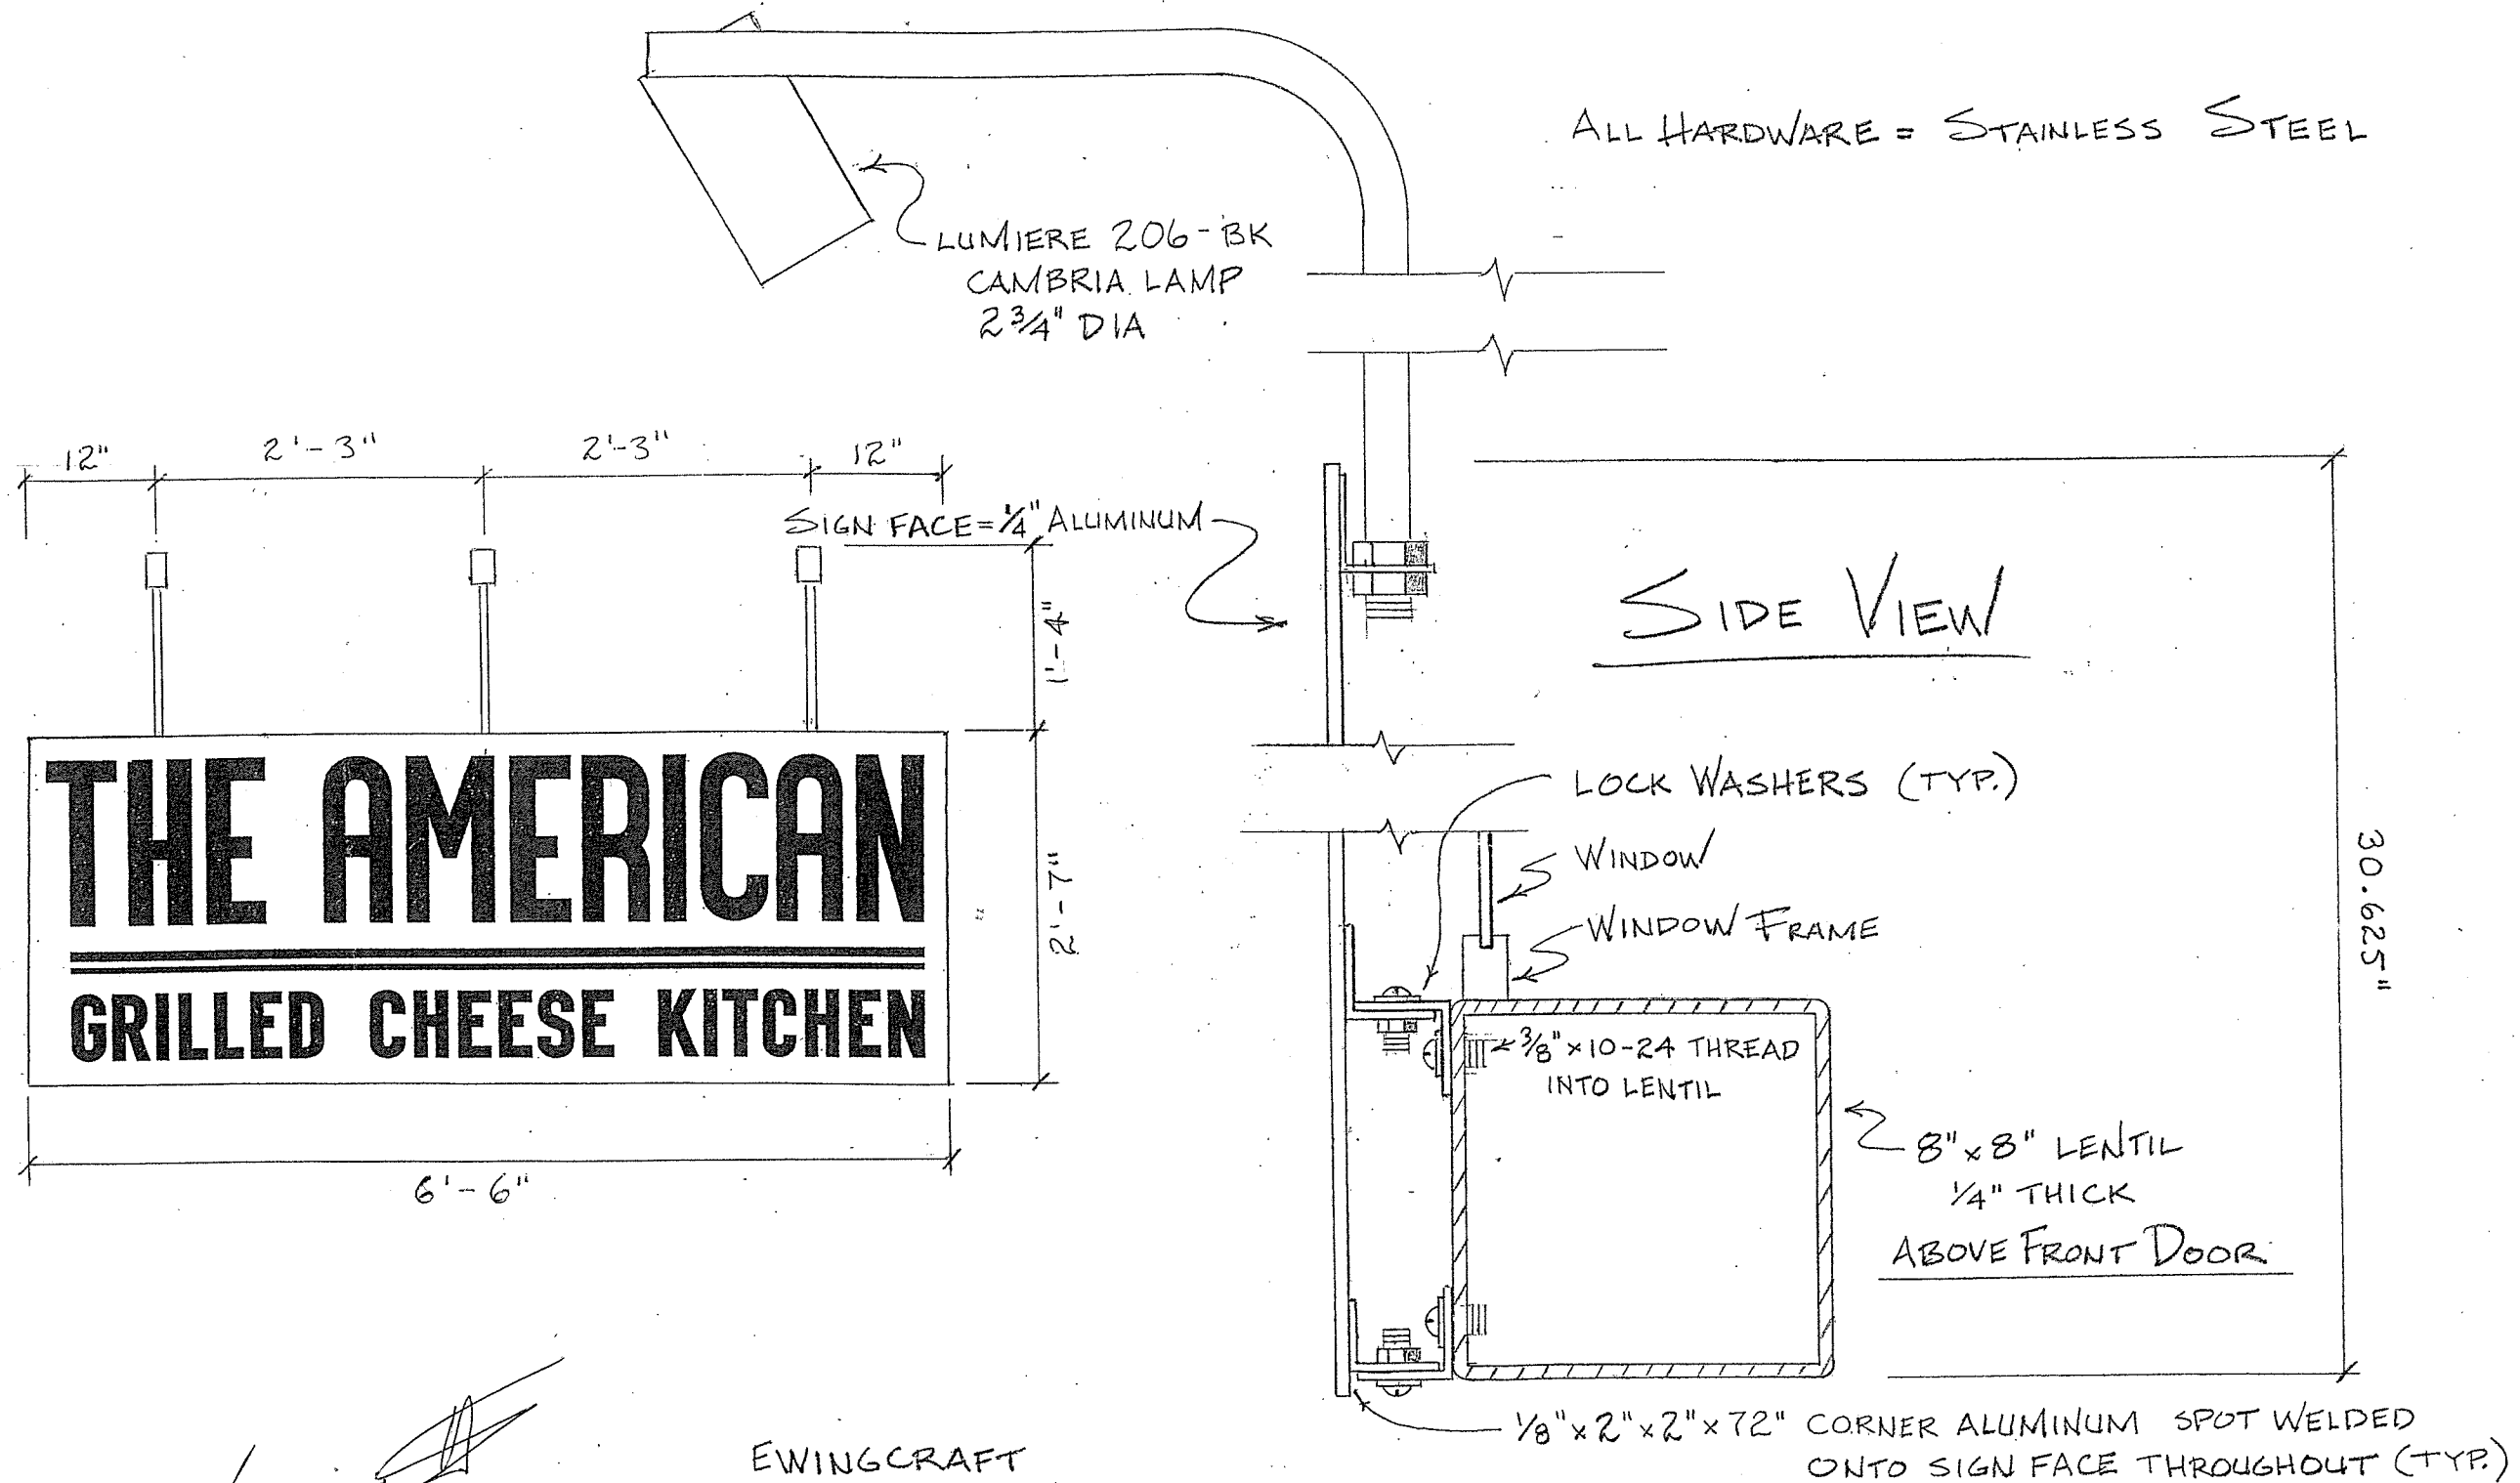 ALL HARDWARE = STAINLESS STEEL
LUMIERE 206-BK
CAMBRIA LAMP
2 3/4" DIA
12"
2'-3"
2'-3"
12"
SIGN FACE = 1/4" ALUMINUM
1'-4"
SIDE VIEW
THE AMERICAN
GRILLED CHEESE KITCHEN
2'-7"
6'-6"
LOCK WASHERS (TYP.)
WINDOW
WINDOW FRAME
30.625"
3/8" x 10-24 THREAD
INTO LENTIL
8" x 8" LENTIL
1/4" THICK
ABOVE FRONT DOOR
1/8" x 2" x 2" x 72" CORNER ALUMINUM SPOT WELDED
ONTO SIGN FACE THROUGHOUT (TYP.)
EWINGCRAFT